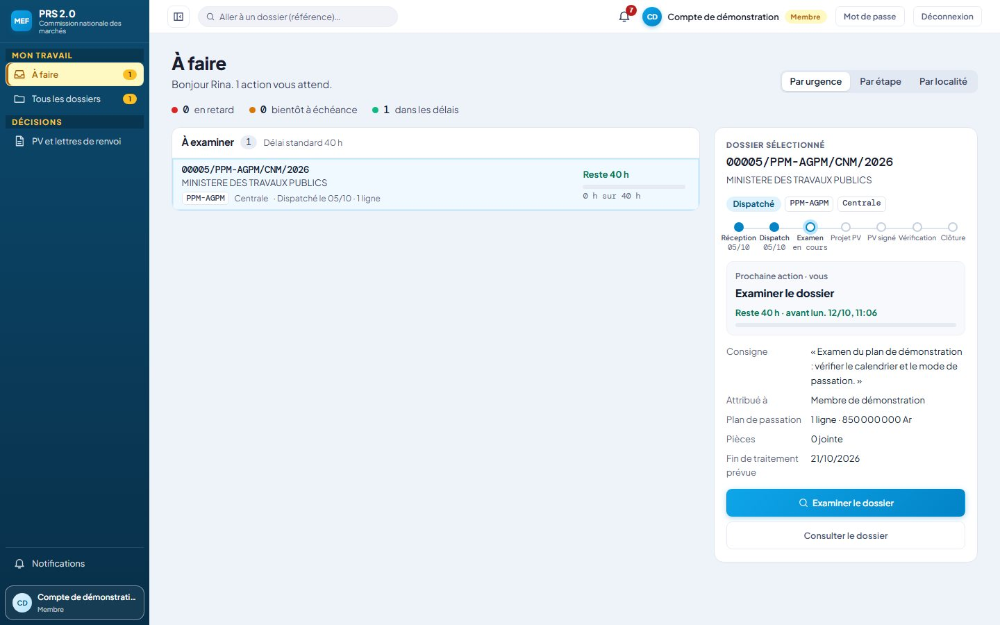 MEF
PRS 2.0
Commission nationale des
marchés
MON TRAVAIL
À faire 1
Tous les dossiers 1
DÉCISIONS
PV et lettres de renvoi
Notifications
CD
Compte de démonstrati...
Membre
Aller à un dossier (référence)...
7
CD Compte de démonstration Membre Mot de passe Déconnexion
À faire
Bonjour Rina. 1 action vous attend.
Par urgence Par étape Par localité
0 en retard 0 bientôt à échéance 1 dans les délais
À examiner 1 Délai standard 40 h
00005/PPM-AGPM/CNM/2026
MINISTERE DES TRAVAUX PUBLICS
PPM-AGPM Centrale · Dispatché le 05/10 · 1 ligne
Reste 40 h
0 h sur 40 h
DOSSIER SÉLECTIONNÉ
00005/PPM-AGPM/CNM/2026
MINISTERE DES TRAVAUX PUBLICS
Dispatché PPM-AGPM Centrale
Réception Dispatch Examen Projet PV PV signé Vérification Clôture
05/10 05/10 en cours
Prochaine action · vous
Examiner le dossier
Reste 40 h · avant lun. 12/10, 11:06
Consigne « Examen du plan de démonstration
: vérifier le calendrier et le mode de
passation. »
Attribué à Membre de démonstration
Plan de passation 1 ligne · 850 000 000 Ar
Pièces 0 jointe
Fin de traitement 21/10/2026
prévue
Examiner le dossier
Consulter le dossier